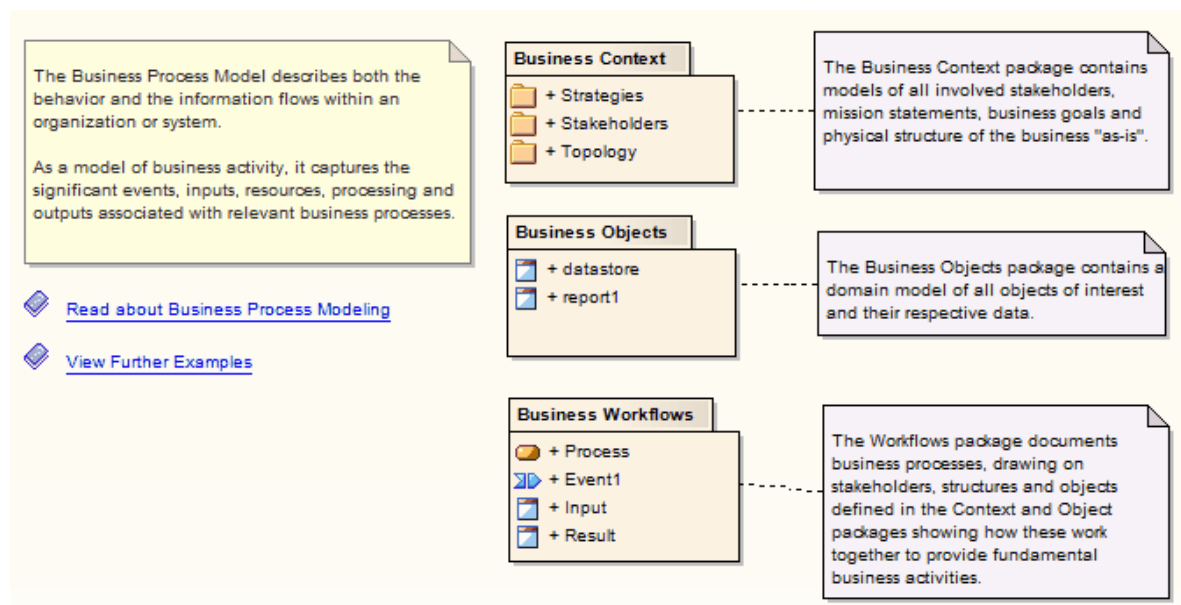 The Business Process Model describes both the
behavior and the information flows within an
organization or system.
As a model of business activity, it captures the
significant events, inputs, resources, processing and
outputs associated with relevant business processes.
Read about Business Process Modeling
View Further Examples
Business Context
+ Strategies
+ Stakeholders
+ Topology
The Business Context package contains
models of all involved stakeholders,
mission statements, business goals and
physical structure of the business "as-is".
Business Objects
+ datastore
+ report1
The Business Objects package contains a
domain model of all objects of interest
and their respective data.
Business Workflows
+ Process
+ Event1
+ Input
+ Result
The Workflows package documents
business processes, drawing on
stakeholders, structures and objects
defined in the Context and Object
packages showing how these work
together to provide fundamental
business activities.